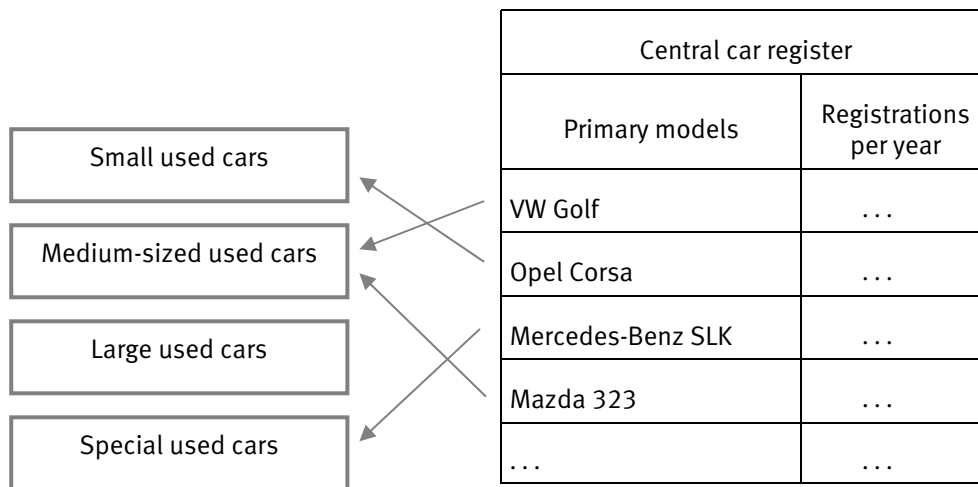 Small used cars
Medium-sized used cars
Large used cars
Special used cars
Central car register
Primary models
Registrations
per year
VW Golf
. . .
Opel Corsa
. . .
Mercedes-Benz SLK
. . .
Mazda 323
. . .
. . .
. . .